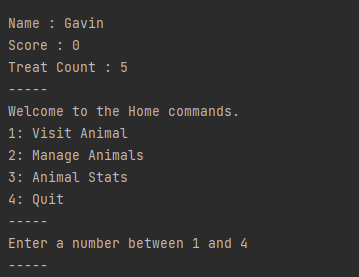 Name : Gavin
Score : 0
Treat Count : 5
-----
Welcome to the Home commands.
1: Visit Animal
2: Manage Animals
3: Animal Stats
4: Quit
-----
Enter a number between 1 and 4
-----